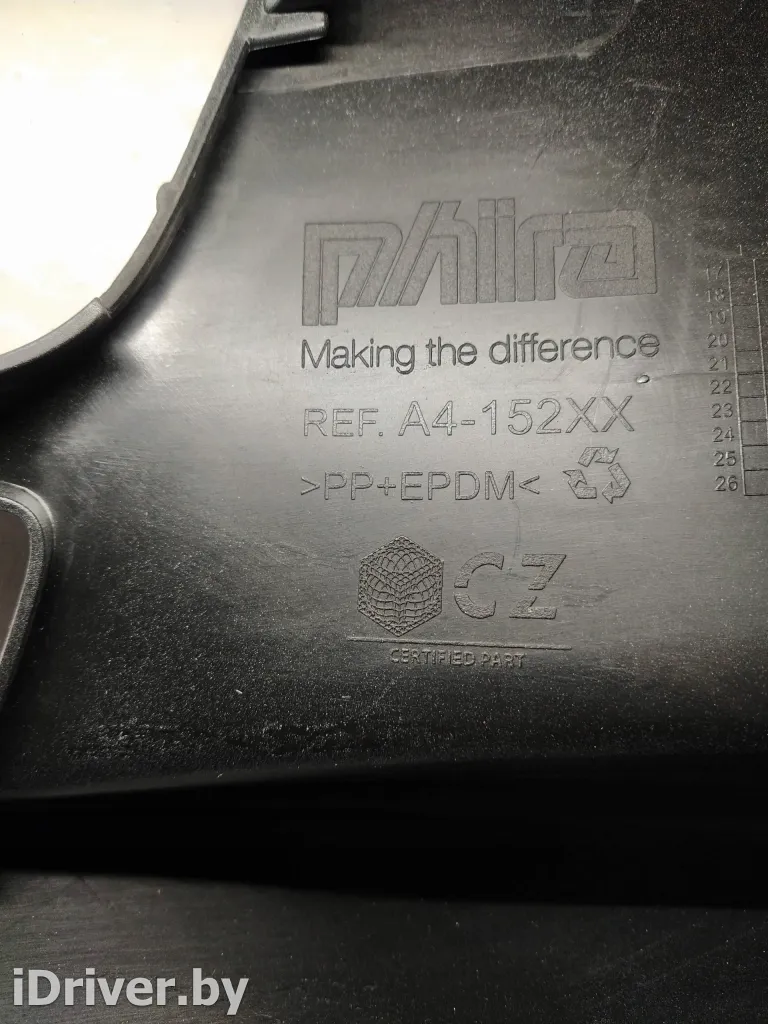 phira
Making the difference
REF. A4-152XX
>PP+EPDM<
CZ
CERTIFIED PART
17
18
19
20
21
22
23
24
25
26
iDriver.by